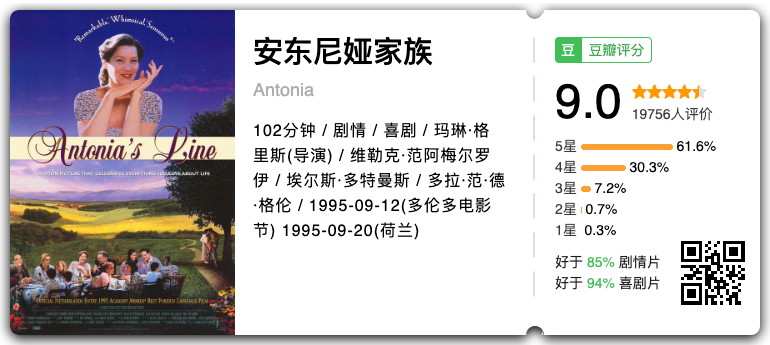 "Remarkable, Whimsical, Sensuous"
Antonia's Line
A MOTION PICTURE THAT CELEBRATES EVERYTHING YOU LOVE ABOUT LIFE
OFFICIAL NETHERLANDS ENTRY 1995 ACADEMY AWARDS BEST FOREIGN LANGUAGE FILM
安东尼娅家族
Antonia
102分钟 / 剧情 / 喜剧 / 玛琳·格
里斯(导演) / 维勒克·范阿梅尔罗
伊 / 埃尔斯·多特曼斯 / 多拉·范·德
·格伦 / 1995-09-12(多伦多电影
节) 1995-09-20(荷兰)
豆 豆瓣评分
9.0
19756人评价
5星 61.6%
4星 30.3%
3星 7.2%
2星 0.7%
1星 0.3%
好于 85% 剧情片
好于 94% 喜剧片